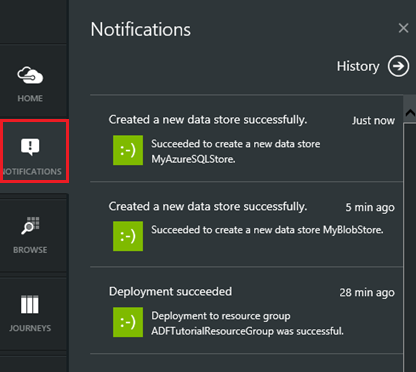 Notifications
History
HOME
NOTIFICATIONS
BROWSE
JOURNEYS
Created a new data store successfully. Just now
:-)
Succeeded to create a new data store
MyAzureSQLStore.
Created a new data store successfully. 5 min ago
:-)
Succeeded to create a new data store MyBlobStore.
Deployment succeeded 28 min ago
:-)
Deployment to resource group
ADFTutorialResourceGroup was successful.